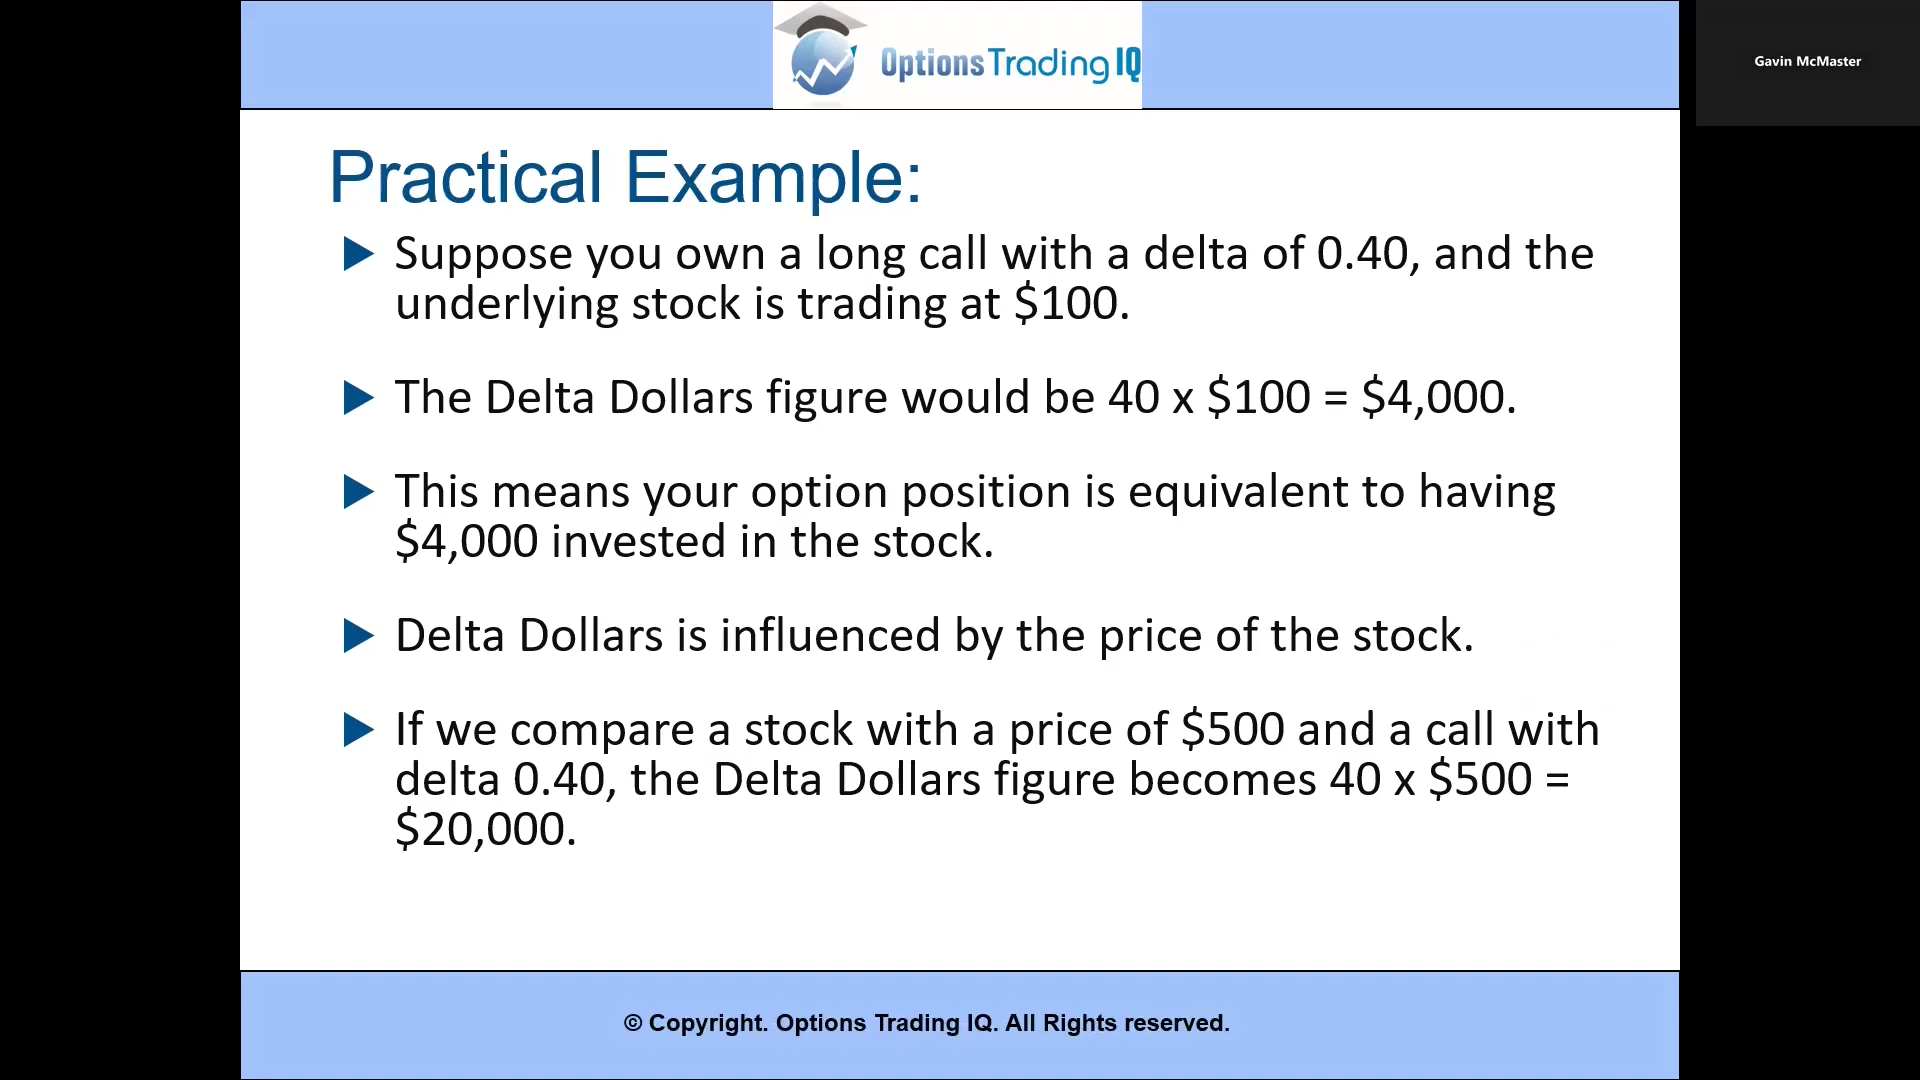 Options Trading IQ
Gavin McMaster
Practical Example:
Suppose you own a long call with a delta of 0.40, and the
underlying stock is trading at $100.
The Delta Dollars figure would be 40 x $100 = $4,000.
This means your option position is equivalent to having
$4,000 invested in the stock.
Delta Dollars is influenced by the price of the stock.
If we compare a stock with a price of $500 and a call with
delta 0.40, the Delta Dollars figure becomes 40 x $500 =
$20,000.
© Copyright. Options Trading IQ. All Rights reserved.